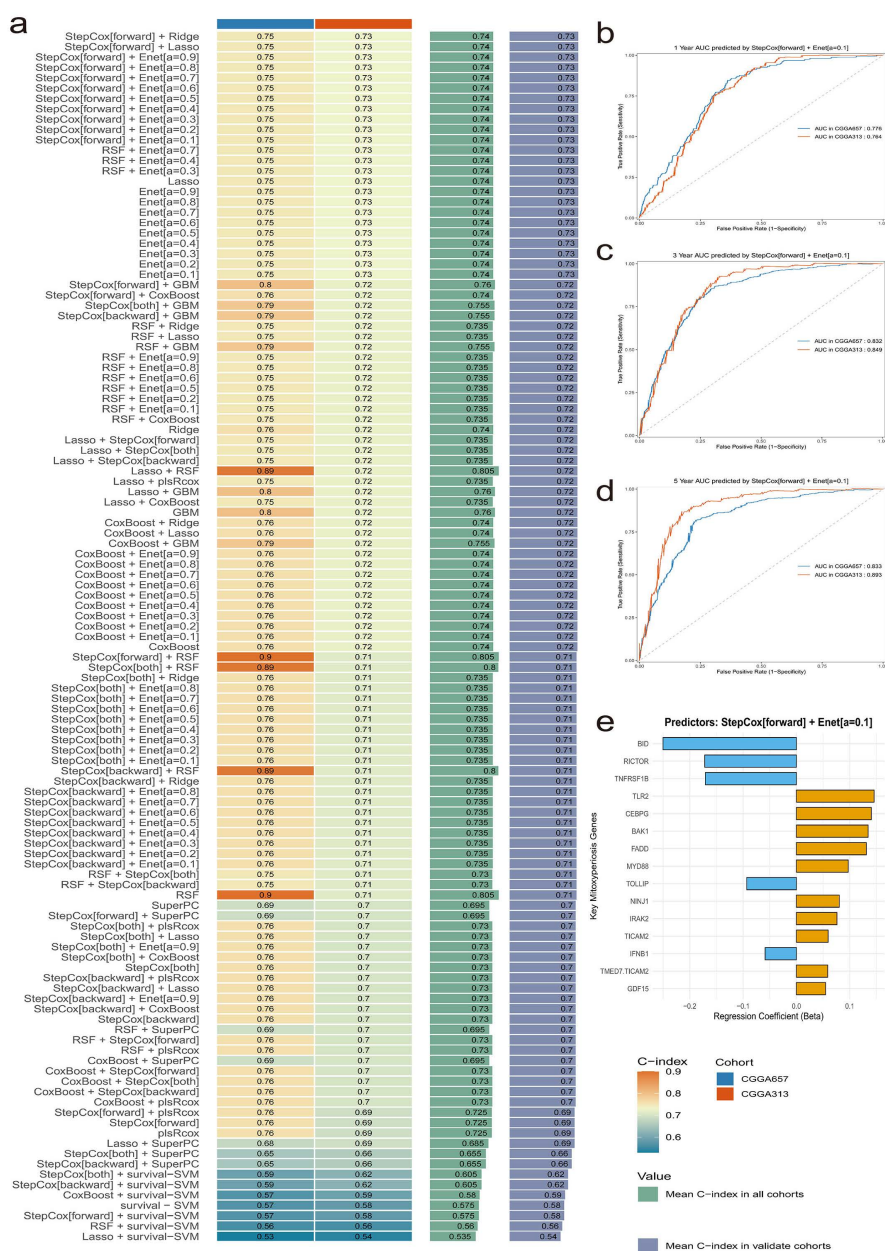 a
StepCox[forward] + Ridge 0.75 0.73 0.74 0.73
StepCox[forward] + Lasso 0.75 0.73 0.74 0.73
StepCox[forward] + Enet[a=0.9] 0.75 0.73 0.74 0.73
StepCox[forward] + Enet[a=0.8] 0.75 0.73 0.74 0.73
StepCox[forward] + Enet[a=0.7] 0.75 0.73 0.74 0.73
StepCox[forward] + Enet[a=0.6] 0.75 0.73 0.74 0.73
StepCox[forward] + Enet[a=0.5] 0.75 0.73 0.74 0.73
StepCox[forward] + Enet[a=0.4] 0.75 0.73 0.74 0.73
StepCox[forward] + Enet[a=0.3] 0.75 0.73 0.74 0.73
StepCox[forward] + Enet[a=0.2] 0.75 0.73 0.74 0.73
StepCox[forward] + Enet[a=0.1] 0.75 0.73 0.74 0.73
RSF + Enet[a=0.7] 0.75 0.73 0.74 0.73
RSF + Enet[a=0.4] 0.75 0.73 0.74 0.73
RSF + Enet[a=0.3] 0.75 0.73 0.74 0.73
Lasso 0.75 0.73 0.74 0.73
Enet[a=0.9] 0.75 0.73 0.74 0.73
Enet[a=0.8] 0.75 0.73 0.74 0.73
Enet[a=0.7] 0.75 0.73 0.74 0.73
Enet[a=0.6] 0.75 0.73 0.74 0.73
Enet[a=0.5] 0.75 0.73 0.74 0.73
Enet[a=0.4] 0.75 0.73 0.74 0.73
Enet[a=0.3] 0.75 0.73 0.74 0.73
Enet[a=0.2] 0.75 0.73 0.74 0.73
Enet[a=0.1] 0.75 0.73 0.74 0.73
StepCox[forward] + GBM 0.8 0.72 0.76 0.72
StepCox[forward] + CoxBoost 0.76 0.72 0.74 0.72
StepCox[both] + GBM 0.79 0.72 0.755 0.72
StepCox[backward] + GBM 0.79 0.72 0.755 0.72
RSF + Ridge 0.75 0.72 0.735 0.72
RSF + Lasso 0.75 0.72 0.735 0.72
RSF + GBM 0.79 0.72 0.755 0.72
RSF + Enet[a=0.9] 0.75 0.72 0.735 0.72
RSF + Enet[a=0.8] 0.75 0.72 0.735 0.72
RSF + Enet[a=0.6] 0.75 0.72 0.735 0.72
RSF + Enet[a=0.5] 0.75 0.72 0.735 0.72
RSF + Enet[a=0.2] 0.75 0.72 0.735 0.72
RSF + Enet[a=0.1] 0.75 0.72 0.735 0.72
RSF + CoxBoost 0.75 0.72 0.735 0.72
Ridge 0.76 0.72 0.74 0.72
Lasso + StepCox[forward] 0.75 0.72 0.735 0.72
Lasso + StepCox[both] 0.75 0.72 0.735 0.72
Lasso + StepCox[backward] 0.75 0.72 0.735 0.72
Lasso + RSF 0.89 0.72 0.805 0.72
Lasso + plsRcox 0.75 0.72 0.735 0.72
Lasso + GBM 0.8 0.72 0.76 0.72
Lasso + CoxBoost 0.75 0.72 0.735 0.72
GBM 0.8 0.72 0.76 0.72
CoxBoost + Ridge 0.76 0.72 0.74 0.72
CoxBoost + Lasso 0.76 0.72 0.74 0.72
CoxBoost + GBM 0.79 0.72 0.755 0.72
CoxBoost + Enet[a=0.9] 0.76 0.72 0.74 0.72
CoxBoost + Enet[a=0.8] 0.76 0.72 0.74 0.72
CoxBoost + Enet[a=0.7] 0.76 0.72 0.74 0.72
CoxBoost + Enet[a=0.6] 0.76 0.72 0.74 0.72
CoxBoost + Enet[a=0.5] 0.76 0.72 0.74 0.72
CoxBoost + Enet[a=0.4] 0.76 0.72 0.74 0.72
CoxBoost + Enet[a=0.3] 0.76 0.72 0.74 0.72
CoxBoost + Enet[a=0.2] 0.76 0.72 0.74 0.72
CoxBoost + Enet[a=0.1] 0.76 0.72 0.74 0.72
CoxBoost 0.76 0.72 0.74 0.72
StepCox[forward] + RSF 0.9 0.71 0.805 0.71
StepCox[both] + RSF 0.89 0.71 0.8 0.71
StepCox[both] + Ridge 0.76 0.71 0.735 0.71
StepCox[both] + Enet[a=0.8] 0.76 0.71 0.735 0.71
StepCox[both] + Enet[a=0.7] 0.76 0.71 0.735 0.71
StepCox[both] + Enet[a=0.6] 0.76 0.71 0.735 0.71
StepCox[both] + Enet[a=0.5] 0.76 0.71 0.735 0.71
StepCox[both] + Enet[a=0.4] 0.76 0.71 0.735 0.71
StepCox[both] + Enet[a=0.3] 0.76 0.71 0.735 0.71
StepCox[both] + Enet[a=0.2] 0.76 0.71 0.735 0.71
StepCox[both] + Enet[a=0.1] 0.76 0.71 0.735 0.71
StepCox[backward] + RSF 0.89 0.71 0.8 0.71
StepCox[backward] + Ridge 0.76 0.71 0.735 0.71
StepCox[backward] + Enet[a=0.8] 0.76 0.71 0.735 0.71
StepCox[backward] + Enet[a=0.7] 0.76 0.71 0.735 0.71
StepCox[backward] + Enet[a=0.6] 0.76 0.71 0.735 0.71
StepCox[backward] + Enet[a=0.5] 0.76 0.71 0.735 0.71
StepCox[backward] + Enet[a=0.4] 0.76 0.71 0.735 0.71
StepCox[backward] + Enet[a=0.3] 0.76 0.71 0.735 0.71
StepCox[backward] + Enet[a=0.2] 0.76 0.71 0.735 0.71
StepCox[backward] + Enet[a=0.1] 0.76 0.71 0.735 0.71
RSF + StepCox[both] 0.75 0.71 0.73 0.71
RSF + StepCox[backward] 0.75 0.71 0.73 0.71
RSF 0.9 0.71 0.805 0.71
SuperPC 0.69 0.7 0.695 0.7
StepCox[forward] + SuperPC 0.69 0.7 0.695 0.7
StepCox[both] + plsRcox 0.76 0.7 0.73 0.7
StepCox[both] + Lasso 0.76 0.7 0.73 0.7
StepCox[both] + Enet[a=0.9] 0.76 0.7 0.73 0.7
StepCox[both] + CoxBoost 0.76 0.7 0.73 0.7
StepCox[both] 0.76 0.7 0.73 0.7
StepCox[backward] + plsRcox 0.76 0.7 0.73 0.7
StepCox[backward] + Lasso 0.76 0.7 0.73 0.7
StepCox[backward] + Enet[a=0.9] 0.76 0.7 0.73 0.7
StepCox[backward] + CoxBoost 0.76 0.7 0.73 0.7
StepCox[backward] 0.76 0.7 0.73 0.7
RSF + SuperPC 0.69 0.7 0.695 0.7
RSF + StepCox[forward] 0.76 0.7 0.73 0.7
RSF + plsRcox 0.76 0.7 0.73 0.7
CoxBoost + SuperPC 0.69 0.7 0.695 0.7
CoxBoost + StepCox[forward] 0.76 0.7 0.73 0.7
CoxBoost + StepCox[both] 0.76 0.7 0.73 0.7
CoxBoost + StepCox[backward] 0.76 0.7 0.73 0.7
CoxBoost + plsRcox 0.76 0.7 0.73 0.7
StepCox[forward] + plsRcox 0.76 0.69 0.725 0.69
StepCox[forward] 0.76 0.69 0.725 0.69
plsRcox 0.76 0.69 0.725 0.69
Lasso + SuperPC 0.68 0.69 0.685 0.69
StepCox[both] + SuperPC 0.65 0.66 0.655 0.66
StepCox[backward] + SuperPC 0.65 0.66 0.655 0.66
StepCox[both] + survival-SVM 0.59 0.62 0.605 0.62
StepCox[backward] + survival-SVM 0.59 0.62 0.605 0.62
CoxBoost + survival-SVM 0.57 0.59 0.58 0.59
survival - SVM 0.57 0.58 0.575 0.58
StepCox[forward] + survival-SVM 0.57 0.58 0.575 0.58
RSF + survival-SVM 0.56 0.56 0.56 0.56
Lasso + survival-SVM 0.53 0.54 0.535 0.54
b
1 Year AUC predicted by StepCox[forward] + Enet[a=0.1]
True Positive Rate (Sensitivity)
1.00
0.75
0.50
0.25
0.00
AUC in CGGA657 : 0.776
AUC in CGGA313 : 0.764
0.00 0.25 0.50 0.75 1.0
False Positive Rate (1-Specificity)
c
3 Year AUC predicted by StepCox[forward] + Enet[a=0.1]
True Positive Rate (Sensitivity)
1.00
0.75
0.50
0.25
0.00
AUC in CGGA657 : 0.832
AUC in CGGA313 : 0.849
0.00 0.25 0.50 0.75 1.0
False Positive Rate (1-Specificity)
d
5 Year AUC predicted by StepCox[forward] + Enet[a=0.1]
True Positive Rate (Sensitivity)
1.00
0.75
0.50
0.25
0.00
AUC in CGGA657 : 0.833
AUC in CGGA313 : 0.893
0.00 0.25 0.50 0.75 1.0
False Positive Rate (1-Specificity)
e
Predictors: StepCox[forward] + Enet[a=0.1]
Key Mitoxyperiosis Genes
BID
RICTOR
TNFRSF1B
TLR2
CEBPG
BAK1
FADD
MYD88
TOLLIP
NINJ1
IRAK2
TICAM2
IFNB1
TMED7.TICAM2
GDF15
−0.2 −0.1 0.0 0.1
Regression Coefficient (Beta)
C-index
0.9
0.8
0.7
0.6
Cohort
CGGA657
CGGA313
Value
Mean C-index in all cohorts
Mean C-index in validate cohorts